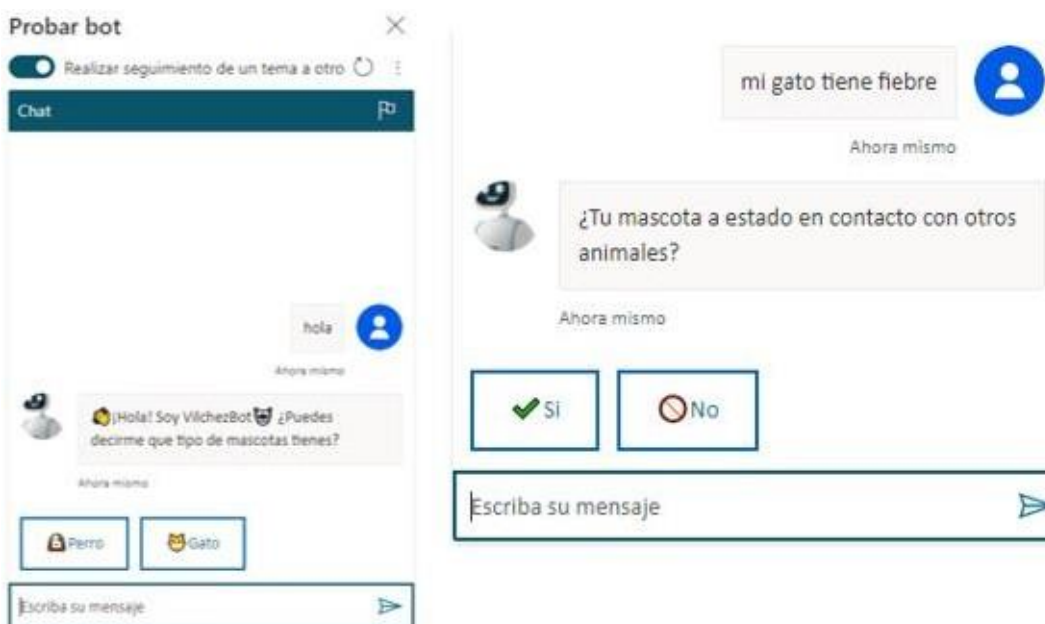 Probar bot
Realizar seguimiento de un tema a otro
Chat
hola
Ahora mismo
¡Hola! Soy VilchezBot ¿Puedes
decirme que tipo de mascotas tienes?
Ahora mismo
Perro
Gato
Escriba su mensaje
mi gato tiene fiebre
Ahora mismo
¿Tu mascota a estado en contacto con otros
animales?
Ahora mismo
Si
No
Escriba su mensaje